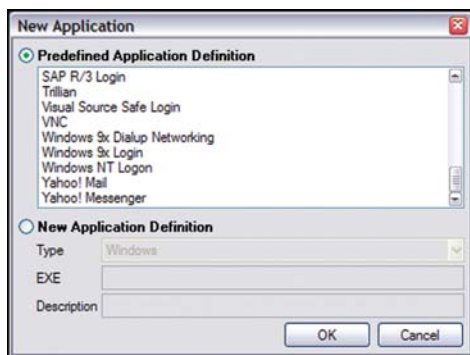 New Application
Predefined Application Definition
SAP R/3 Login
Trillian
Visual Source Safe Login
VNC
Windows 9x Dialup Networking
Windows 9x Login
Windows NT Logon
Yahoo! Mail
Yahoo! Messenger
New Application Definition
Type Windows
EXE
Description
OK Cancel